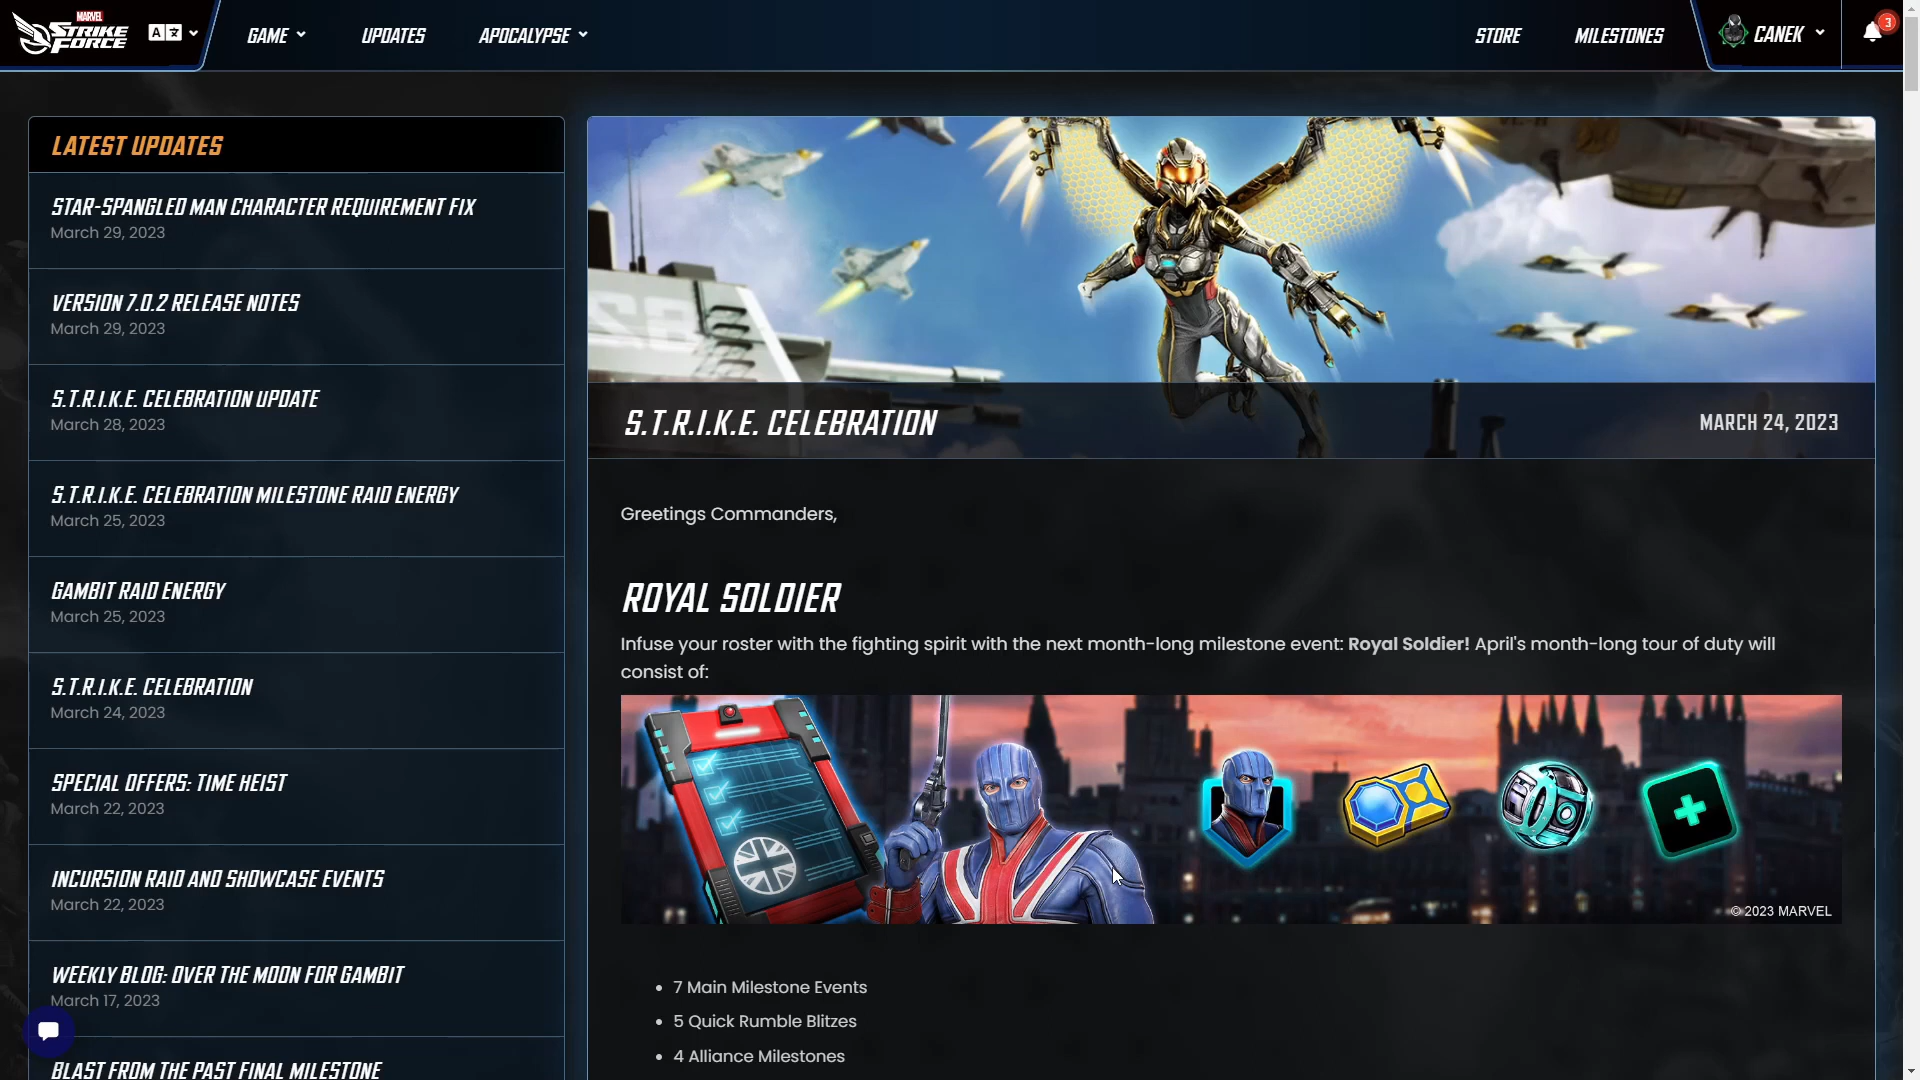 MARVEL
STRIKE
FORCE
A
GAME
UPDATES
APOCALYPSE
STORE
MILESTONES
CANEK
3
LATEST UPDATES
STAR-SPANGLED MAN CHARACTER REQUIREMENT FIX
March 29, 2023
VERSION 7.0.2 RELEASE NOTES
March 29, 2023
S.T.R.I.K.E. CELEBRATION UPDATE
March 28, 2023
S.T.R.I.K.E. CELEBRATION MILESTONE RAID ENERGY
March 25, 2023
GAMBIT RAID ENERGY
March 25, 2023
S.T.R.I.K.E. CELEBRATION
March 24, 2023
SPECIAL OFFERS: TIME HEIST
March 22, 2023
INCURSION RAID AND SHOWCASE EVENTS
March 22, 2023
WEEKLY BLOG: OVER THE MOON FOR GAMBIT
March 17, 2023
BLAST FROM THE PAST FINAL MILESTONE
S.T.R.I.K.E. CELEBRATION
MARCH 24, 2023
Greetings Commanders,
ROYAL SOLDIER
Infuse your roster with the fighting spirit with the next month-long milestone event: Royal Soldier! April's month-long tour of duty will
consist of:
© 2023 MARVEL
• 7 Main Milestone Events
• 5 Quick Rumble Blitzes
• 4 Alliance Milestones